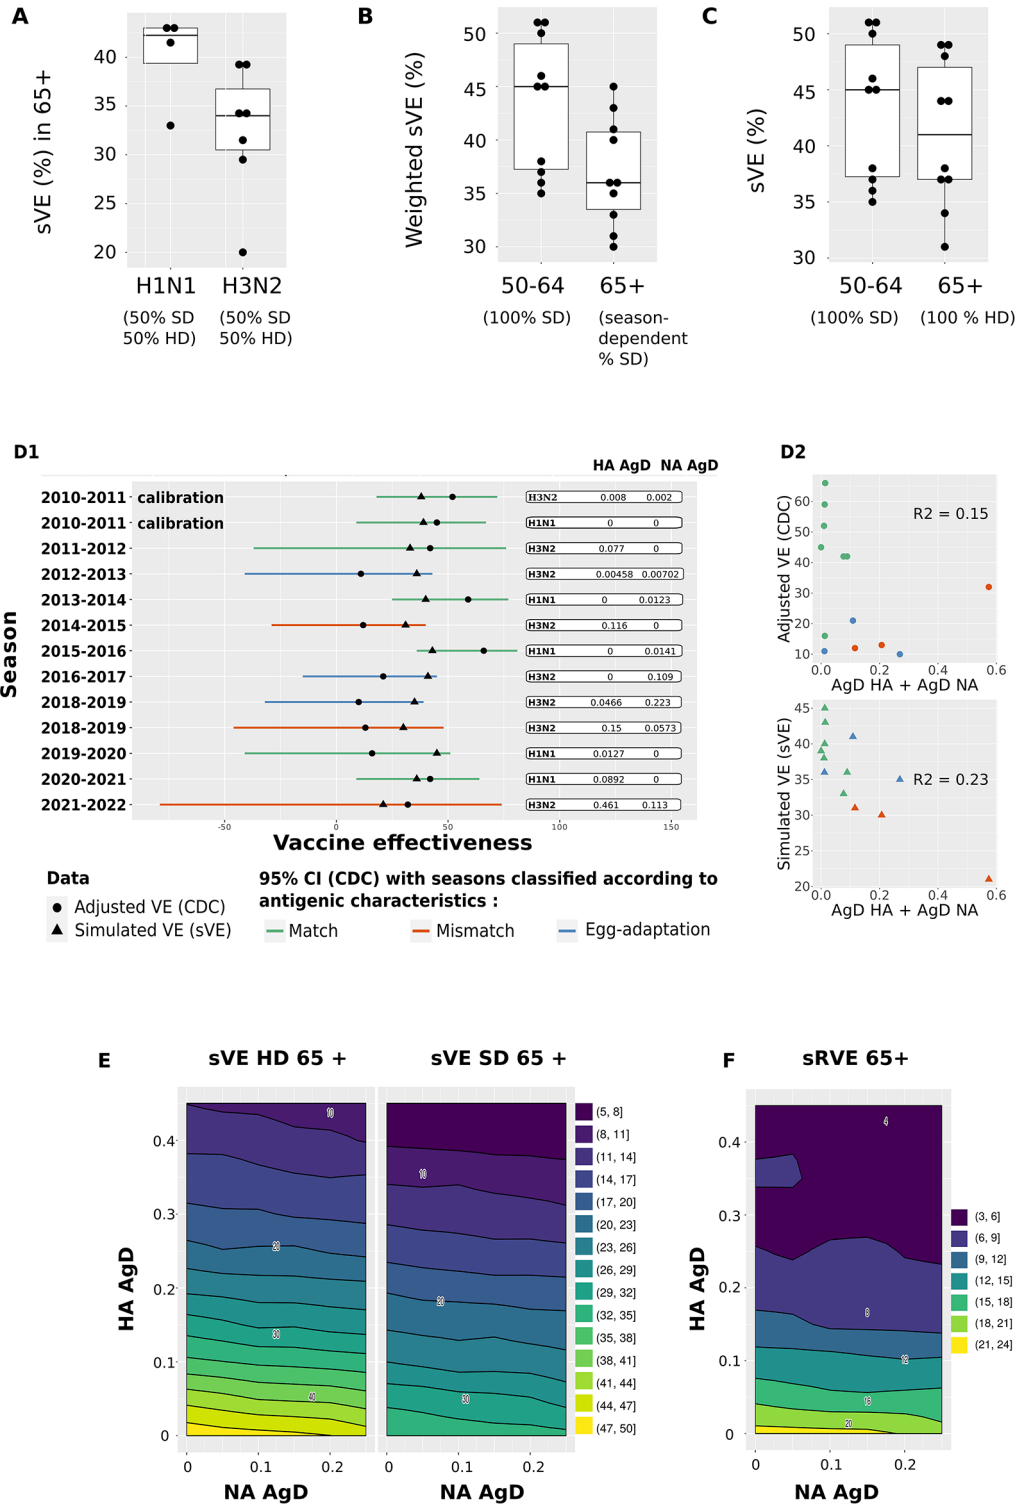 A
sVE (%) in 65+
40
35
30
25
20
H1N1
H3N2
(50% SD
50% HD)
(50% SD
50% HD)
B
Weighted sVE (%)
50
45
40
35
30
50-64
65+
(100% SD)
(season-
dependent
% SD)
C
sVE (%)
50
45
40
35
30
50-64
65+
(100% SD)
(100 % HD)
D1
HA AgD NA AgD
Season
2010-2011 calibration H3N2 0.008 0.002
2010-2011 calibration H1N1 0 0
2011-2012 H3N2 0.077 0
2012-2013 H3N2 0.00458 0.00702
2013-2014 H1N1 0 0.0123
2014-2015 H3N2 0.116 0
2015-2016 H1N1 0 0.0141
2016-2017 H3N2 0 0.109
2018-2019 H3N2 0.0466 0.223
2018-2019 H3N2 0.15 0.0573
2019-2020 H1N1 0.0127 0
2020-2021 H1N1 0.0892 0
2021-2022 H3N2 0.461 0.113
-50 0 50 100 150
Vaccine effectiveness
Data
Adjusted VE (CDC)
Simulated VE (sVE)
95% CI (CDC) with seasons classified according to
antigenic characteristics :
Match
Mismatch
Egg-adaptation
D2
Adjusted VE (CDC)
60
50
40
30
20
10
R2 = 0.15
0.0 0.2 0.4 0.6
AgD HA + AgD NA
Simulated VE (sVE)
45
40
35
30
25
20
R2 = 0.23
0.0 0.2 0.4 0.6
AgD HA + AgD NA
E
sVE HD 65 +
sVE SD 65 +
HA AgD
0.4
0.3
0.2
0.1
0
10
20
30
40
10
20
30
0 0.1 0.2
0 0.1 0.2
NA AgD
NA AgD
(5, 8]
(8, 11]
(11, 14]
(14, 17]
(17, 20]
(20, 23]
(23, 26]
(26, 29]
(29, 32]
(32, 35]
(35, 38]
(38, 41]
(41, 44]
(44, 47]
(47, 50]
F
sRVE 65+
HA AgD
0.4
0.3
0.2
0.1
0
4
8
12
16
20
0 0.1 0.2
NA AgD
(3, 6]
(6, 9]
(9, 12]
(12, 15]
(15, 18]
(18, 21]
(21, 24]